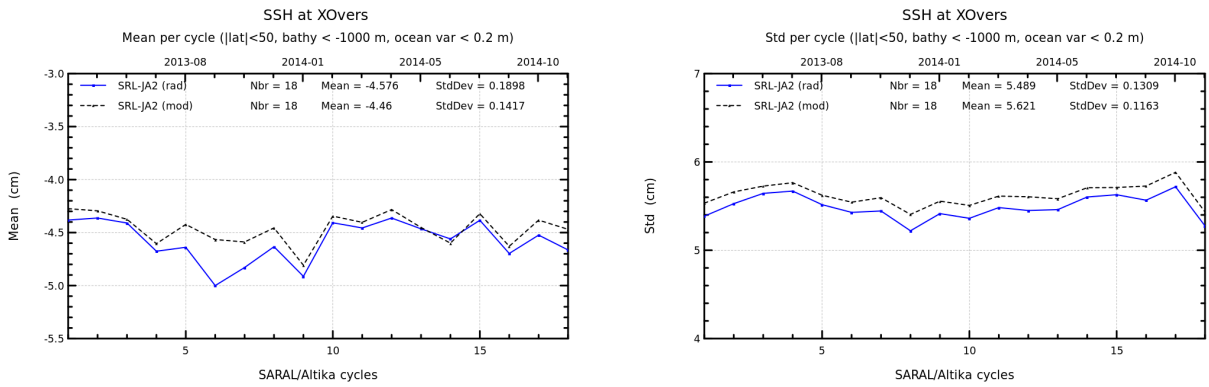 SSH at XOvers
Mean per cycle (|lat|<50, bathy < -1000 m, ocean var < 0.2 m)
2013-08 2014-01 2014-05 2014-10
-3.0
SRL-JA2 (rad) Nbr = 18 Mean = -4.576 StdDev = 0.1898
SRL-JA2 (mod) Nbr = 18 Mean = -4.46 StdDev = 0.1417
-3.5
-4.0
-4.5
-5.0
-5.5
Mean (cm)
5 10 15
SARAL/Altika cycles
SSH at XOvers
Std per cycle (|lat|<50, bathy < -1000 m, ocean var < 0.2 m)
2013-08 2014-01 2014-05 2014-10
7
SRL-JA2 (rad) Nbr = 18 Mean = 5.489 StdDev = 0.1309
SRL-JA2 (mod) Nbr = 18 Mean = 5.621 StdDev = 0.1163
6
5
4
Std (cm)
5 10 15
SARAL/Altika cycles